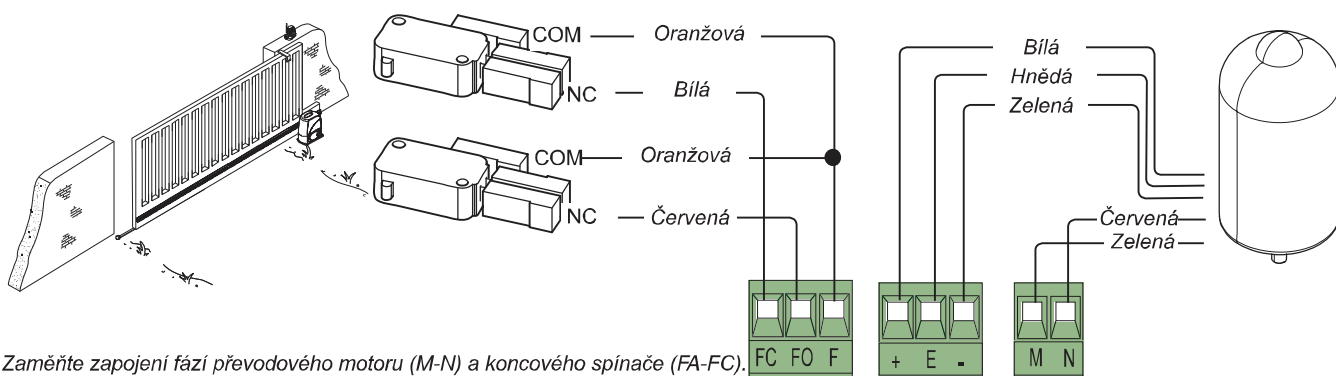 COM Oranžová
NC Bílá
COM Oranžová
NC Červená
Bílá
Hnědá
Zelená
Červená
Zelená
FC FO F
+ E -
M N
Zaměňte zapojení fází převodového motoru (M-N) a koncového spínače (FA-FC).